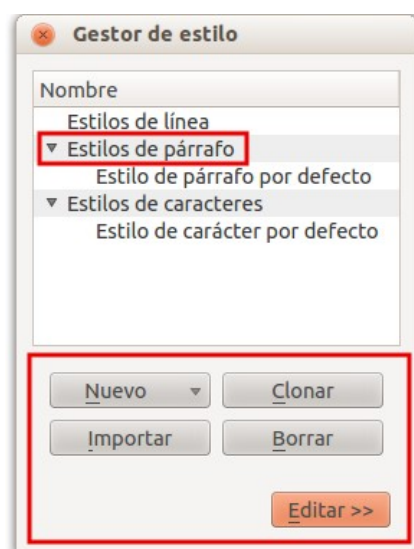 Gestor de estilo
Nombre
Estilos de línea
Estilos de párrafo
Estilo de párrafo por defecto
Estilos de caracteres
Estilo de carácter por defecto
Nuevo
Clonar
Importar
Borrar
Editar >>